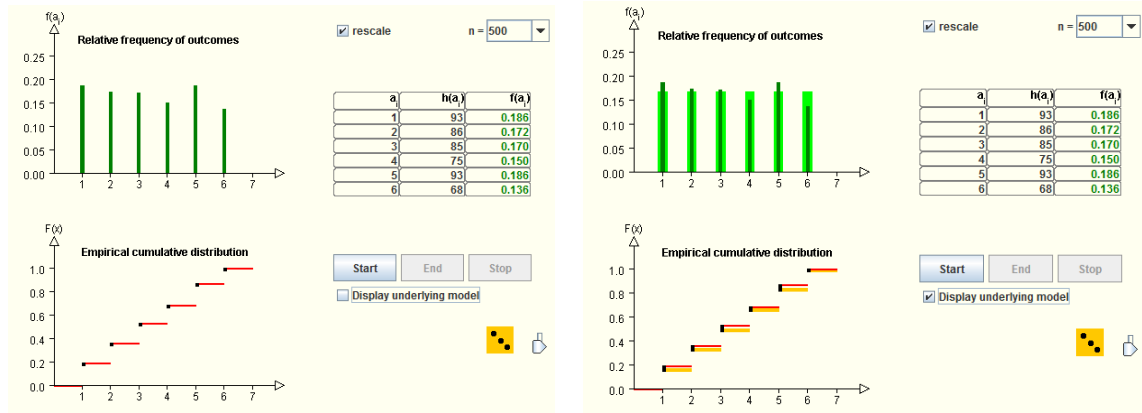 f(a_i)
Relative frequency of outcomes
rescale
n = 500
0.25
0.20
0.15
0.10
0.05
0.00
1 2 3 4 5 6 7
a_i h(a_i) f(a_i)
1 93 0.186
2 86 0.172
3 85 0.170
4 75 0.150
5 93 0.186
6 68 0.136
F(x)
Empirical cumulative distribution
1.0
0.8
0.6
0.4
0.2
0.0
1 2 3 4 5 6 7
Start End Stop
Display underlying model
f(a_i)
Relative frequency of outcomes
rescale
n = 500
0.25
0.20
0.15
0.10
0.05
0.00
1 2 3 4 5 6 7
a_i h(a_i) f(a_i)
1 93 0.186
2 86 0.172
3 85 0.170
4 75 0.150
5 93 0.186
6 68 0.136
F(x)
Empirical cumulative distribution
1.0
0.8
0.6
0.4
0.2
0.0
1 2 3 4 5 6 7
Start End Stop
Display underlying model